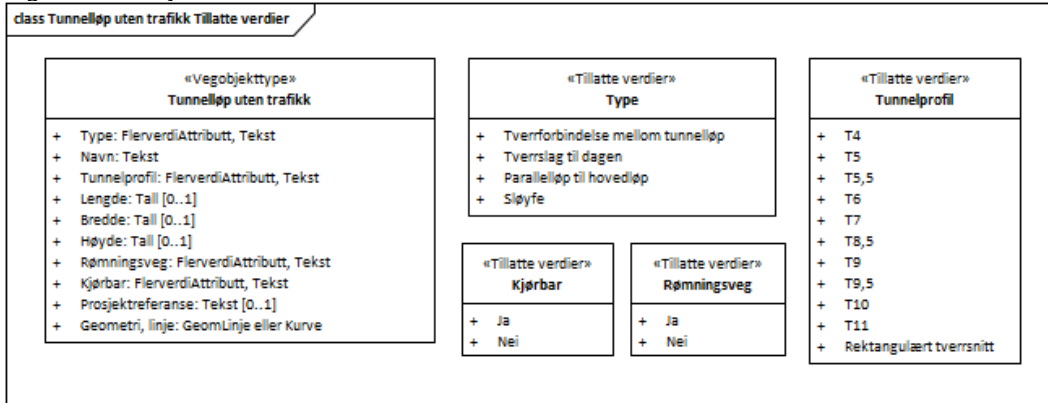 class Tunnelløp uten trafikk Tillatte verdier
«Vegobjekttype»
Tunnelløp uten trafikk
+ Type: FlerverdiAttributt, Tekst
+ Navn: Tekst
+ Tunnelprofil: FlerverdiAttributt, Tekst
+ Lengde: Tall [0..1]
+ Bredde: Tall [0..1]
+ Høyde: Tall [0..1]
+ Rømningsveg: FlerverdiAttributt, Tekst
+ Kjørbar: FlerverdiAttributt, Tekst
+ Prosjektreferanse: Tekst [0..1]
+ Geometri, linje: GeomLinje eller Kurve
«Tillatte verdier»
Type
+ Tverrforbindelse mellom tunnelløp
+ Tverrslag til dagen
+ Parallelløp til hovedløp
+ Sløyfe
«Tillatte verdier»
Kjørbar
+ Ja
+ Nei
«Tillatte verdier»
Rømningsveg
+ Ja
+ Nei
«Tillatte verdier»
Tunnelprofil
+ T4
+ T5
+ T5,5
+ T6
+ T7
+ T8,5
+ T9
+ T9,5
+ T10
+ T11
+ Rektangulært tverrsnitt